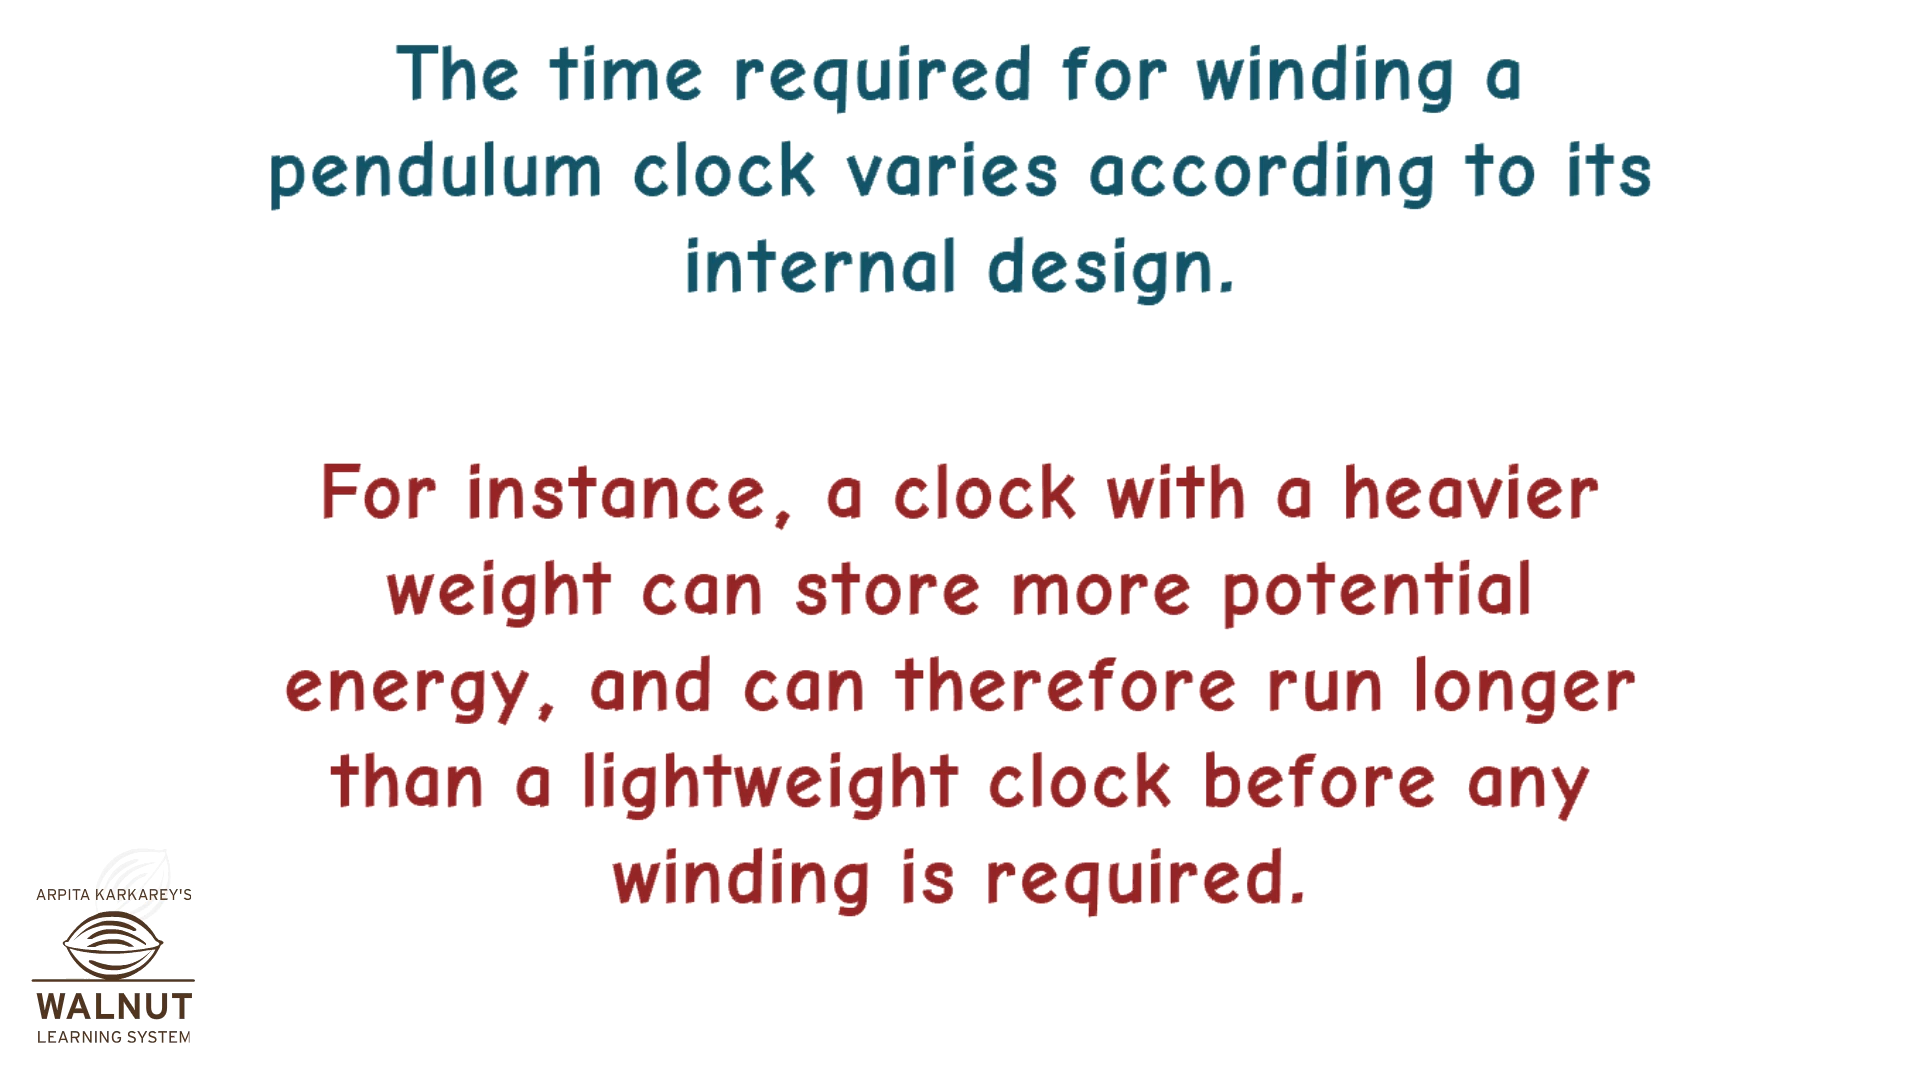 The time required for winding a
pendulum clock varies according to its
internal design.
For instance, a clock with a heavier
weight can store more potential
energy, and can therefore run longer
than a lightweight clock before any
winding is required.
ARPITA KARKAREY'S
WALNUT
LEARNING SYSTEM